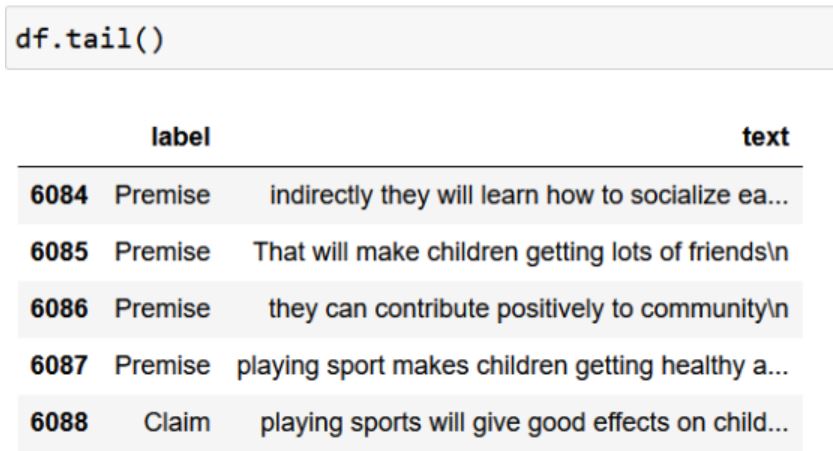 df.tail()
label text
6084 Premise indirectly they will learn how to socialize ea...
6085 Premise That will make children getting lots of friends\n
6086 Premise they can contribute positively to community\n
6087 Premise playing sport makes children getting healthy a...
6088 Claim playing sports will give good effects on child...